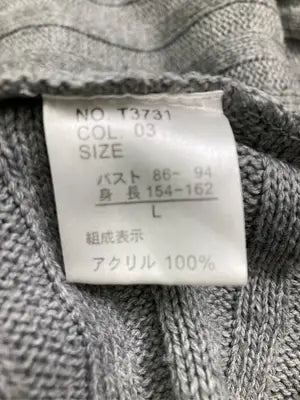 NO. T3731
COL. 03
SIZE
バスト 86- 94
身 長 154-162
L
組成表示
アクリル 100%